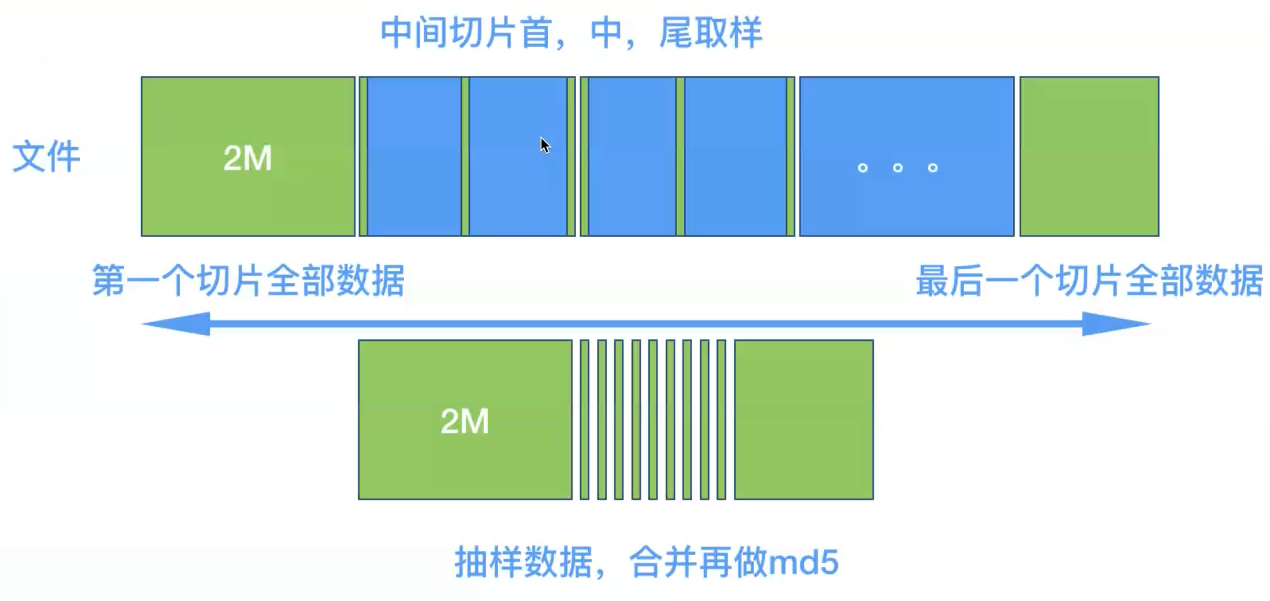 中间切片首，中，尾取样
文件
2M
。。。
第一个切片全部数据
最后一个切片全部数据
2M
抽样数据，合并再做md5